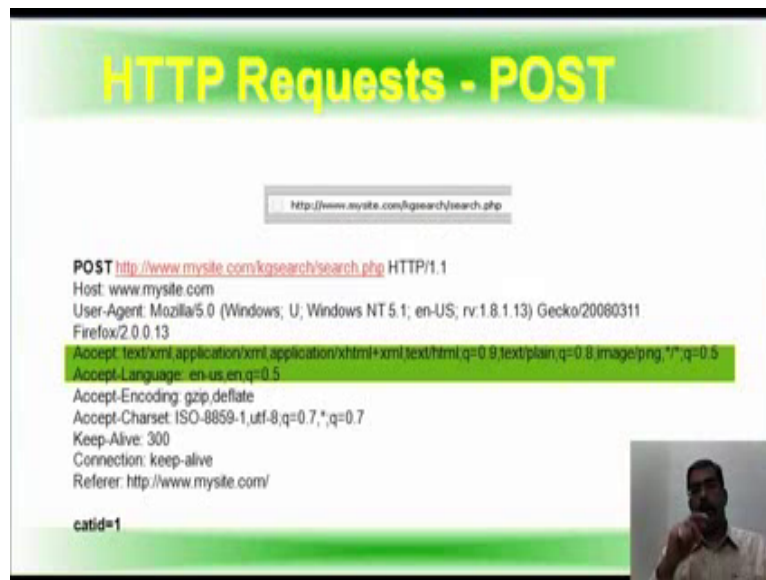 HTTP Requests - POST
http://www.mysite.com/kgsearch/search.php
POST http://www.mysite.com/kgsearch/search.php HTTP/1.1
Host: www.mysite.com
User-Agent: Mozilla/5.0 (Windows; U; Windows NT 5.1; en-US; rv:1.8.1.13) Gecko/20080311
Firefox/2.0.0.13
Accept: text/xml,application/xml,application/xhtml+xml,text/html;q=0.9,text/plain;q=0.8,image/png,*/*;q=0.5
Accept-Language: en-us,en;q=0.5
Accept-Encoding: gzip,deflate
Accept-Charset: ISO-8859-1,utf-8;q=0.7,*;q=0.7
Keep-Alive: 300
Connection: keep-alive
Referer: http://www.mysite.com/
catid=1